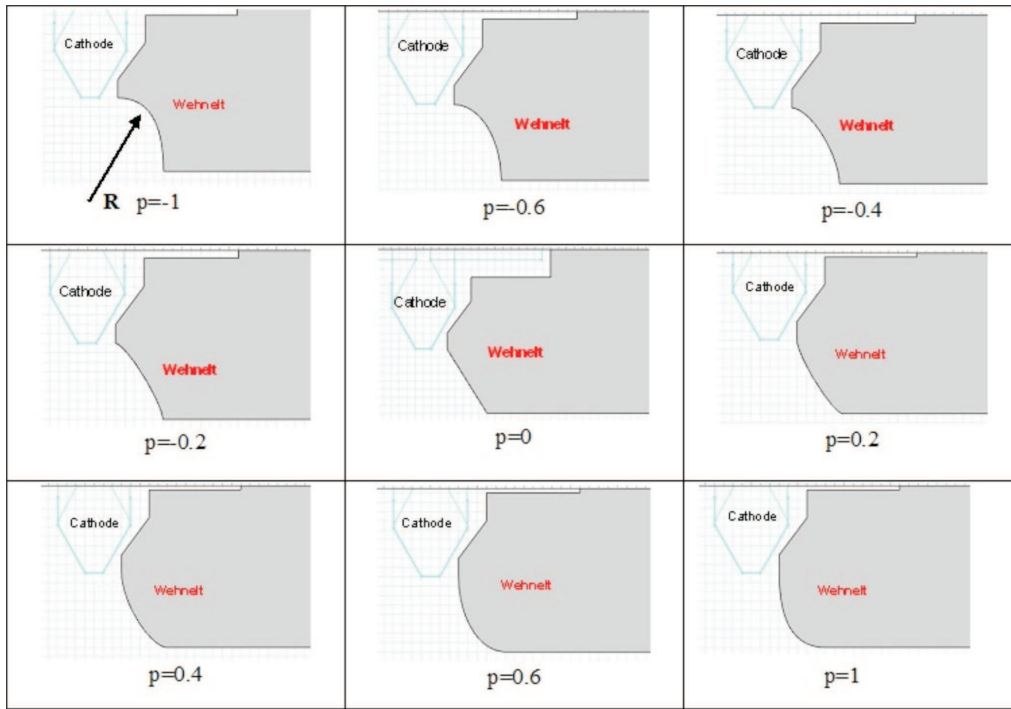 Cathode
Wehnelt
R p=-1
Cathode
Wehnelt
p=-0.6
Cathode
Wehnelt
p=-0.4
Cathode
Wehnelt
p=-0.2
Cathode
Wehnelt
p=0
Cathode
Wehnelt
p=0.2
Cathode
Wehnelt
p=0.4
Cathode
Wehnelt
p=0.6
Cathode
Wehnelt
p=1